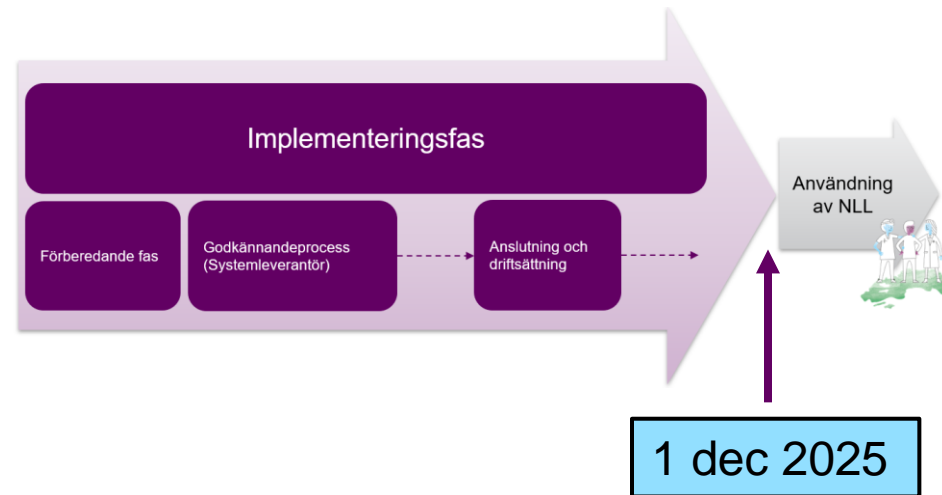 Implementeringsfas
Förberedande fas
Godkännandeprocess
(Systemleverantör)
Anslutning och
driftsättning
Användning
av NLL
1 dec 2025